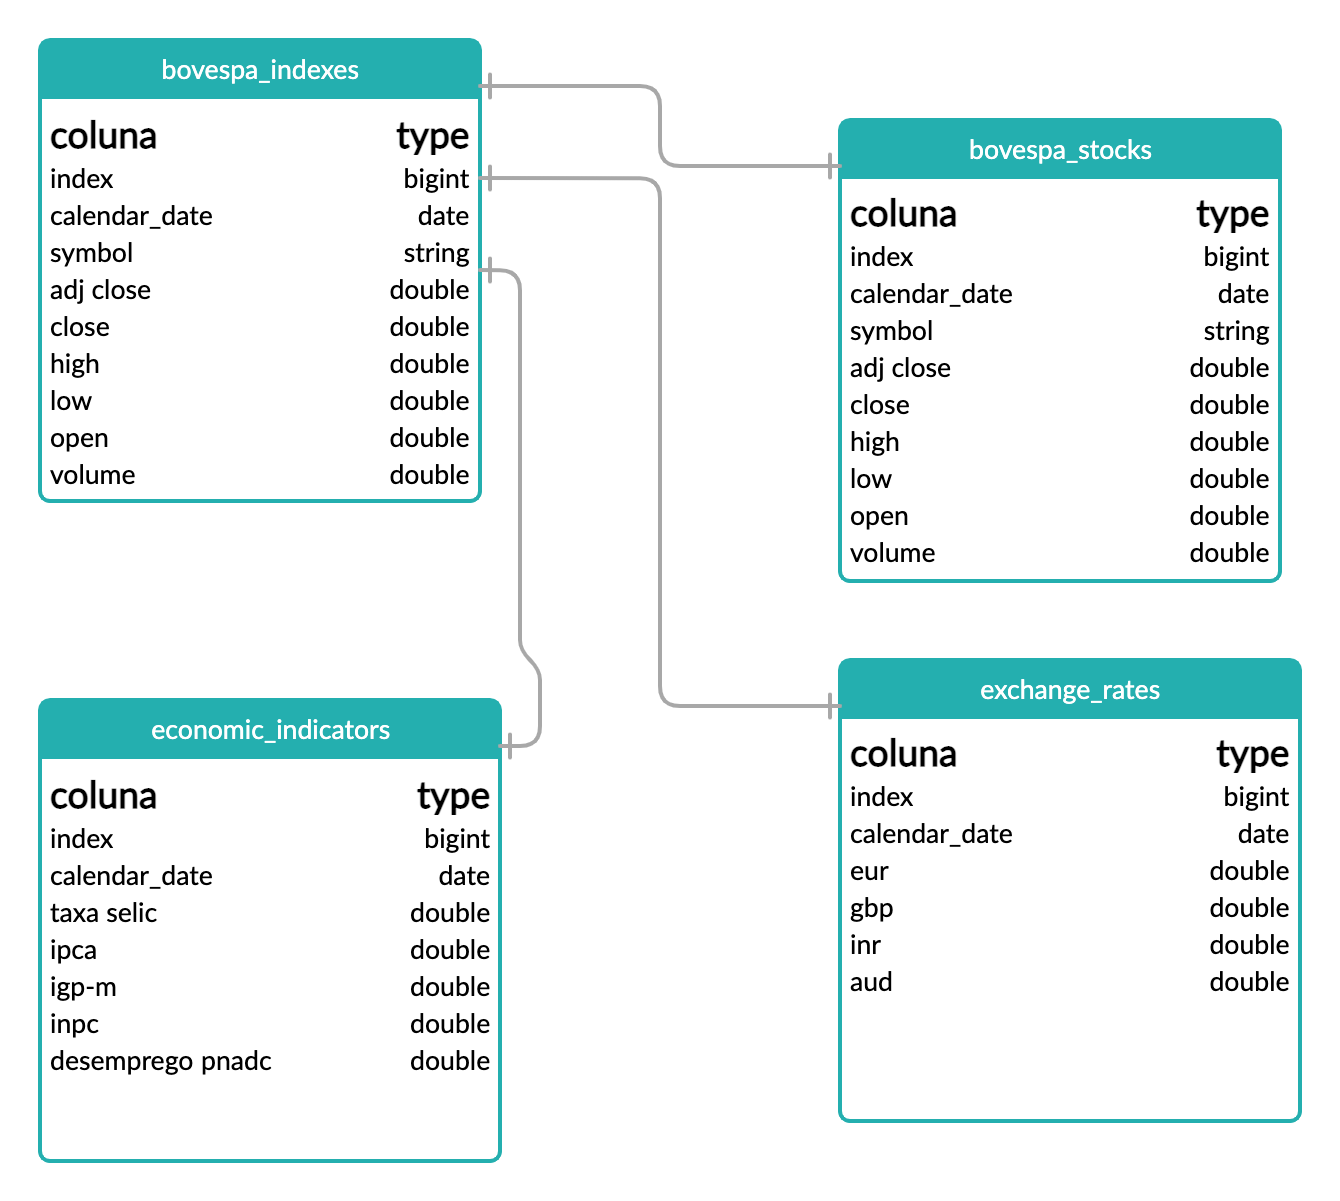 bovespa_indexes
coluna type
index bigint
calendar_date date
symbol string
adj close double
close double
high double
low double
open double
volume double
bovespa_stocks
coluna type
index bigint
calendar_date date
symbol string
adj close double
close double
high double
low double
open double
volume double
economic_indicators
coluna type
index bigint
calendar_date date
taxa selic double
ipca double
igp-m double
inpc double
desemprego pnadc double
exchange_rates
coluna type
index bigint
calendar_date date
eur double
gbp double
inr double
aud double